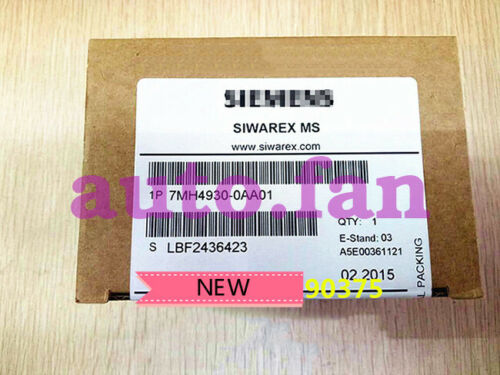 SIEMENS
SIWAREX MS
www.siwarex.com
1P 7MH4930-0AA01
auto.fan
QTY: 1
S LBF2436423
E-Stand: 03
A5E00361121
02.2015
NEW 90375
PACKING